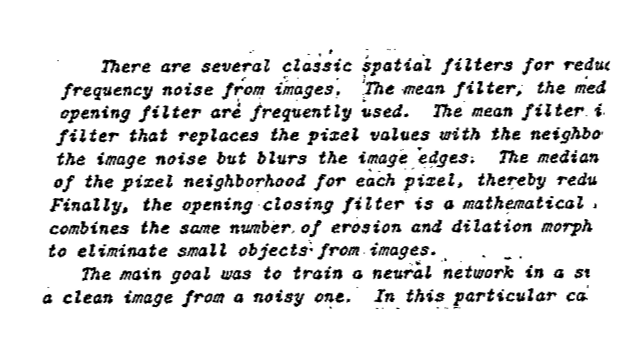 There are several classic spatial filters for reduc
frequency noise from images. The mean filter, the med
opening filter are frequently used. The mean filter i
filter that replaces the pixel values with the neighbo
the image noise but blurs the image edges. The median
of the pixel neighborhood for each pixel, thereby redu
Finally, the opening closing filter is a mathematical
combines the same number of erosion and dilation morph
to eliminate small objects from images.
The main goal was to train a neural network in a st
a clean image from a noisy one. In this particular ca